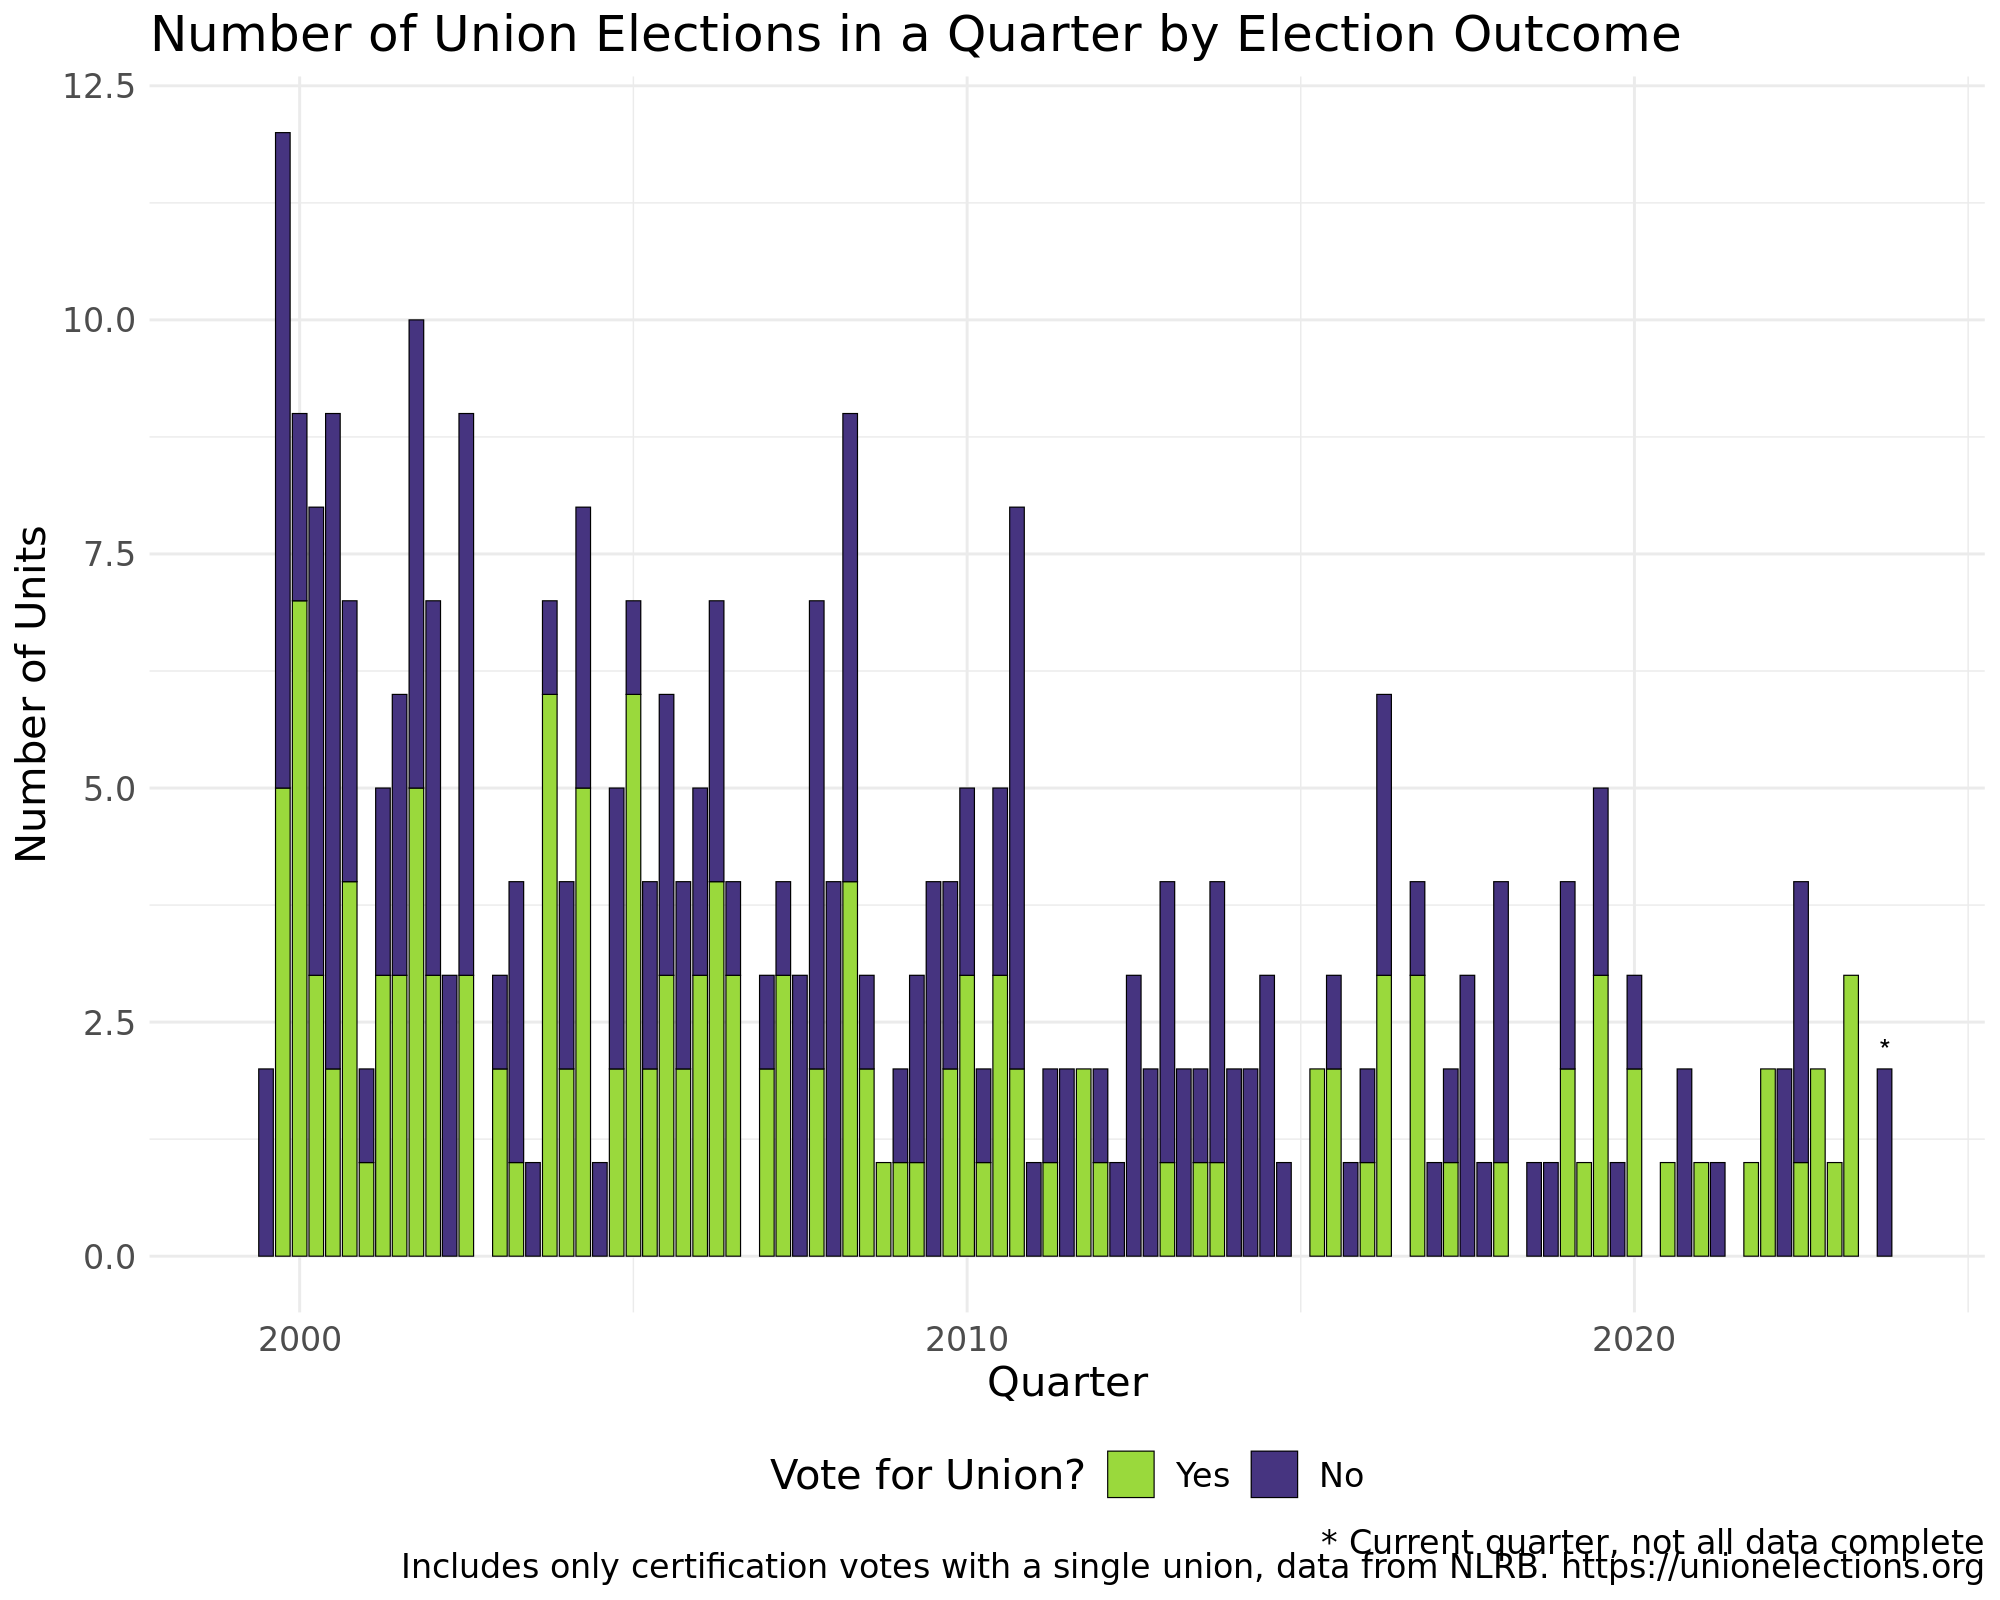 Number of Union Elections in a Quarter by Election Outcome
12.5
10.0
7.5
5.0
2.5
0.0
Number of Units
*
2000 2010 2020
Quarter
Vote for Union? Yes No
* Current quarter, not all data complete
Includes only certification votes with a single union, data from NLRB. https://unionelections.org